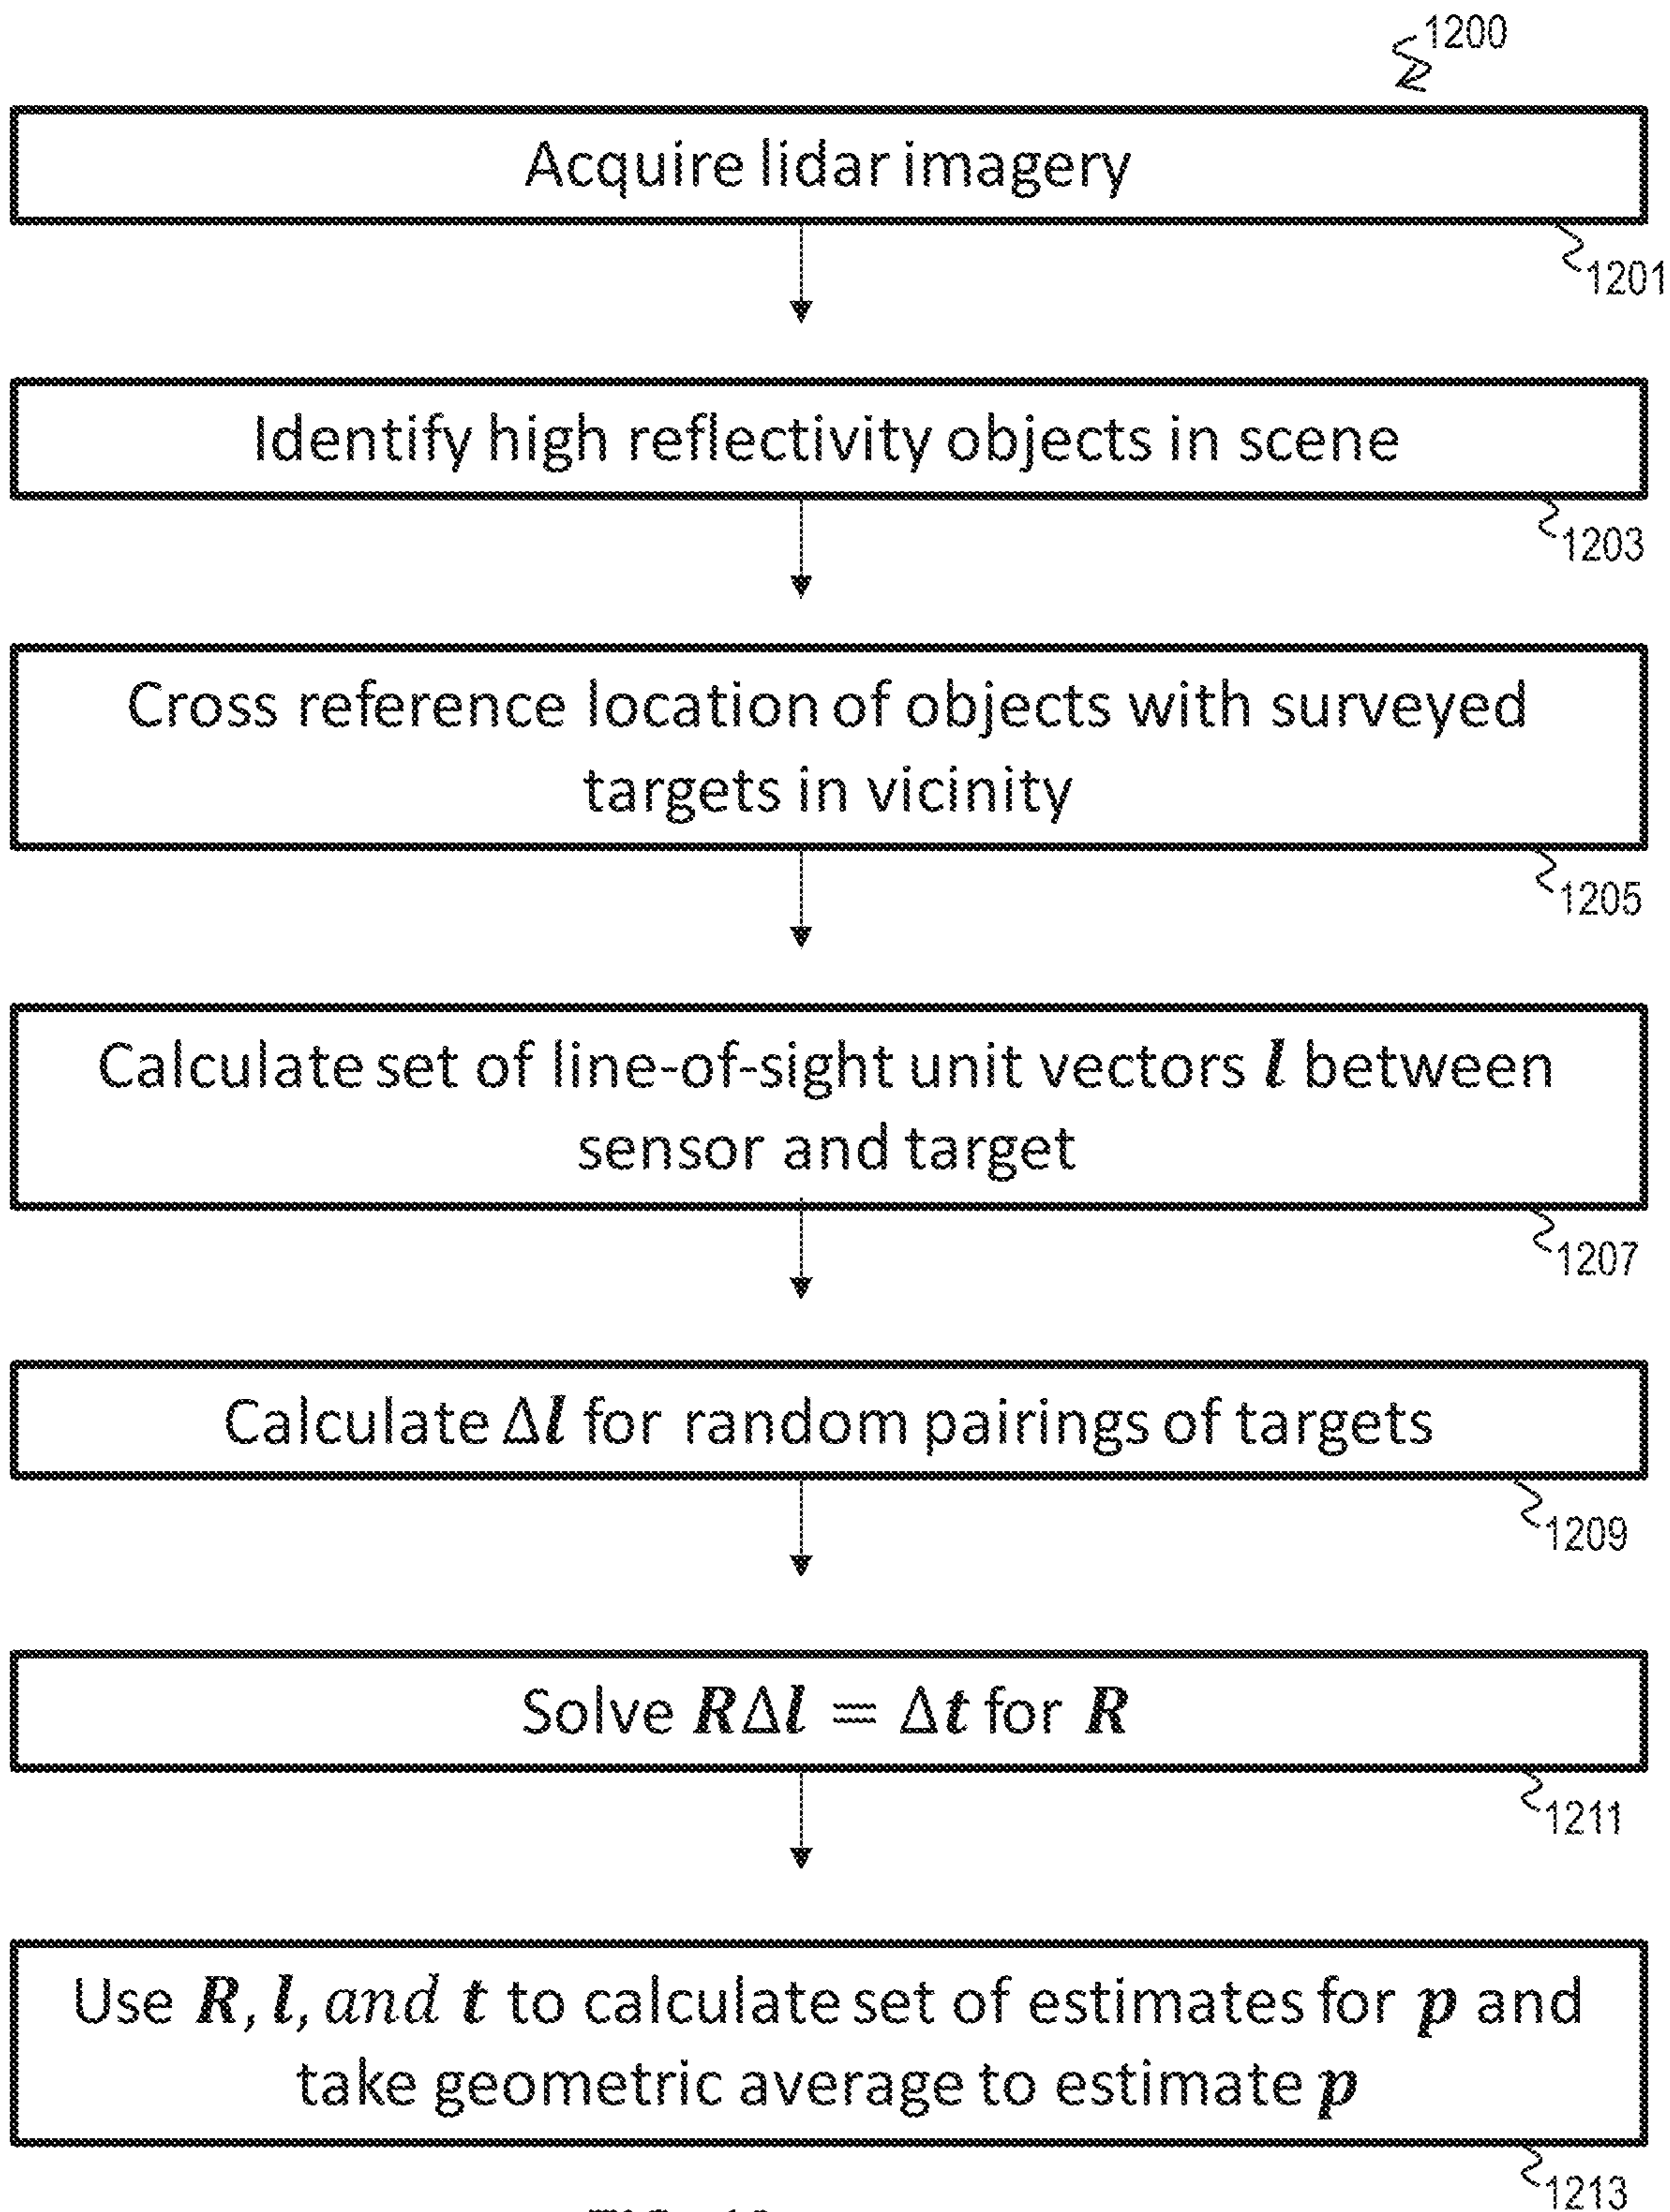 1200
Acquire lidar imagery
1201
Identify high reflectivity objects in scene
1203
Cross reference location of objects with surveyed
targets in vicinity
1205
Calculate set of line-of-sight unit vectors l between
sensor and target
1207
Calculate Δl for random pairings of targets
1209
Solve RΔl = Δt for R
1211
Use R, l, and t to calculate set of estimates for p and
take geometric average to estimate p
1213